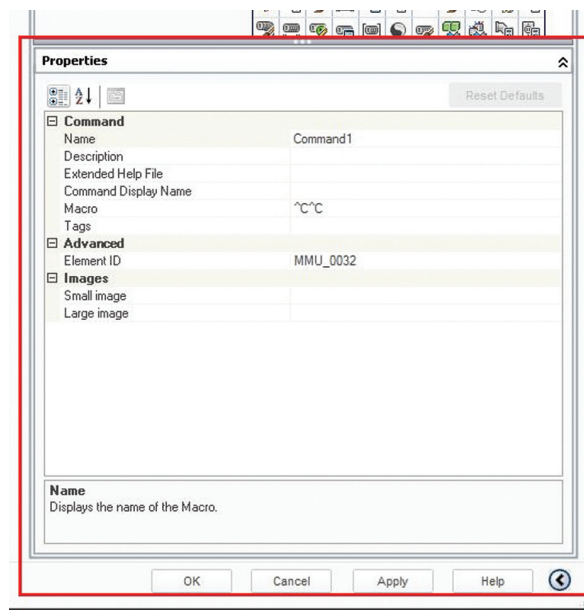 Properties
Reset Defaults
Command
Name Command1
Description
Extended Help File
Command Display Name
Macro ^C^C
Tags
Advanced
Element ID MMU_0032
Images
Small image
Large image
Name
Displays the name of the Macro.
OK Cancel Apply Help